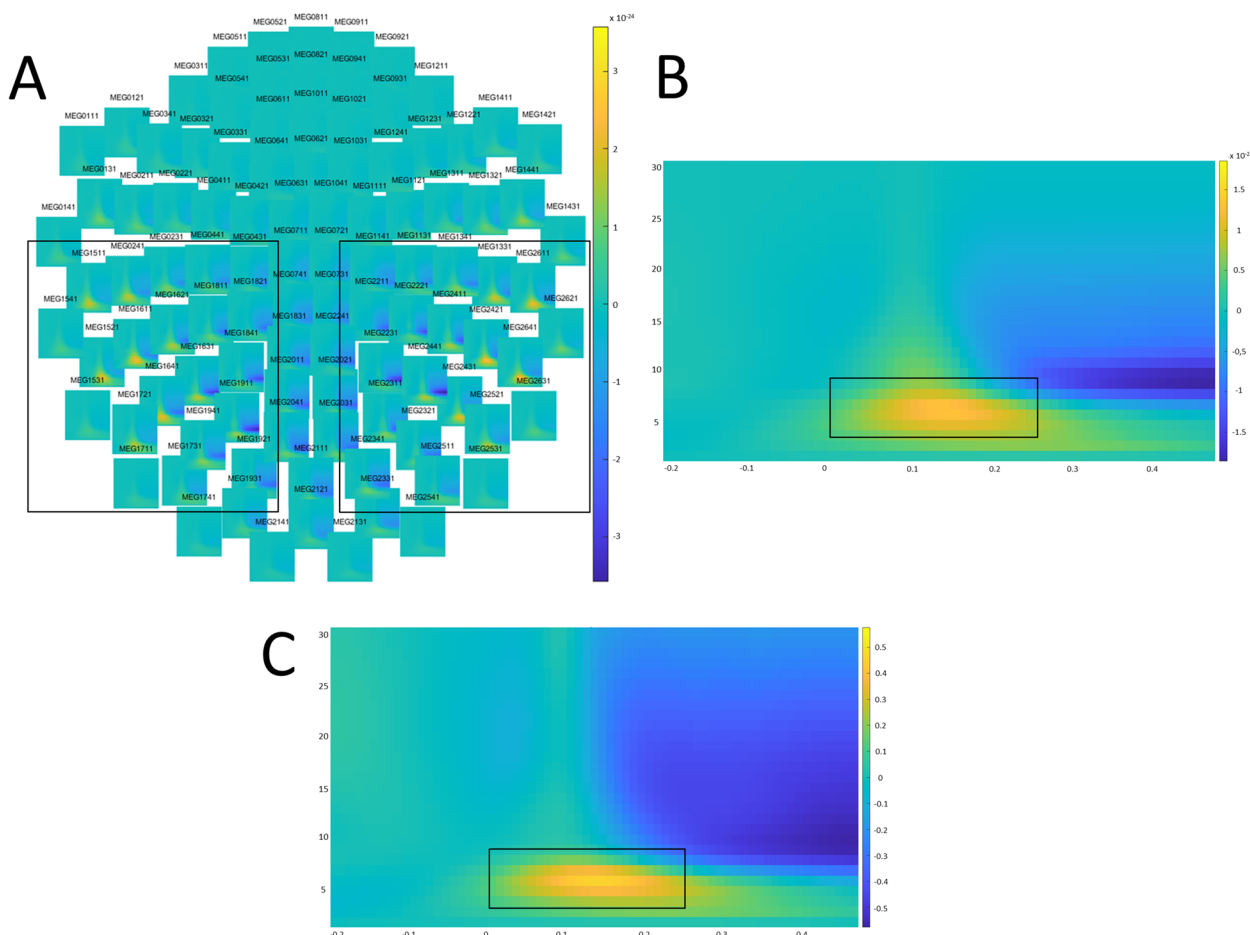 A
MEG0811
MEG0521 MEG0911
MEG0511 MEG0921
MEG0821
MEG0531 MEG0941
MEG0311 MEG1211
MEG0541 MEG0931
MEG1011
MEG0121 MEG0611 MEG1021 MEG1411
MEG0111 MEG0341 MEG0321 MEG1231 MEG1221 MEG1421
MEG0331 MEG1241
MEG0641 MEG0621 MEG1031
MEG0131 MEG0211 MEG0221 MEG0411 MEG0421 MEG0631 MEG1041 MEG1111 MEG1121 MEG1311 MEG1321 MEG1441
MEG0141 MEG1431
MEG0231 MEG0441 MEG0431 MEG0711 MEG0721 MEG1141 MEG1131 MEG1341
MEG1511 MEG0241 MEG1331 MEG2611
MEG0741 MEG0731
MEG1541 MEG1621 MEG1811 MEG1821 MEG2211 MEG2221 MEG2411 MEG2621
MEG1611 MEG1831 MEG2241 MEG2421
MEG1521 MEG1841 MEG2231 MEG2641
MEG1631 MEG2441
MEG1641 MEG2011 MEG2021 MEG2431
MEG1531 MEG1911 MEG2311 MEG2631
MEG1721 MEG2521
MEG1941 MEG2041 MEG2031 MEG2321
MEG1711 MEG1731 MEG1921 MEG2111 MEG2341 MEG2511 MEG2531
MEG1931 MEG2121 MEG2331
MEG1741 MEG2541
MEG2141 MEG2131
x 10-24
3
2
1
0
-1
-2
-3
B
30
25
20
15
10
5
-0.2 -0.1 0 0.1 0.2 0.3 0.4
x 10-2
1.5
1
0.5
0
-0,5
-1
-1.5
C
30
25
20
15
10
5
-0.2 -0.1 0 0.1 0.2 0.3 0.4
0.5
0.4
0.3
0.2
0.1
0
-0.1
-0.2
-0.3
-0.4
-0.5